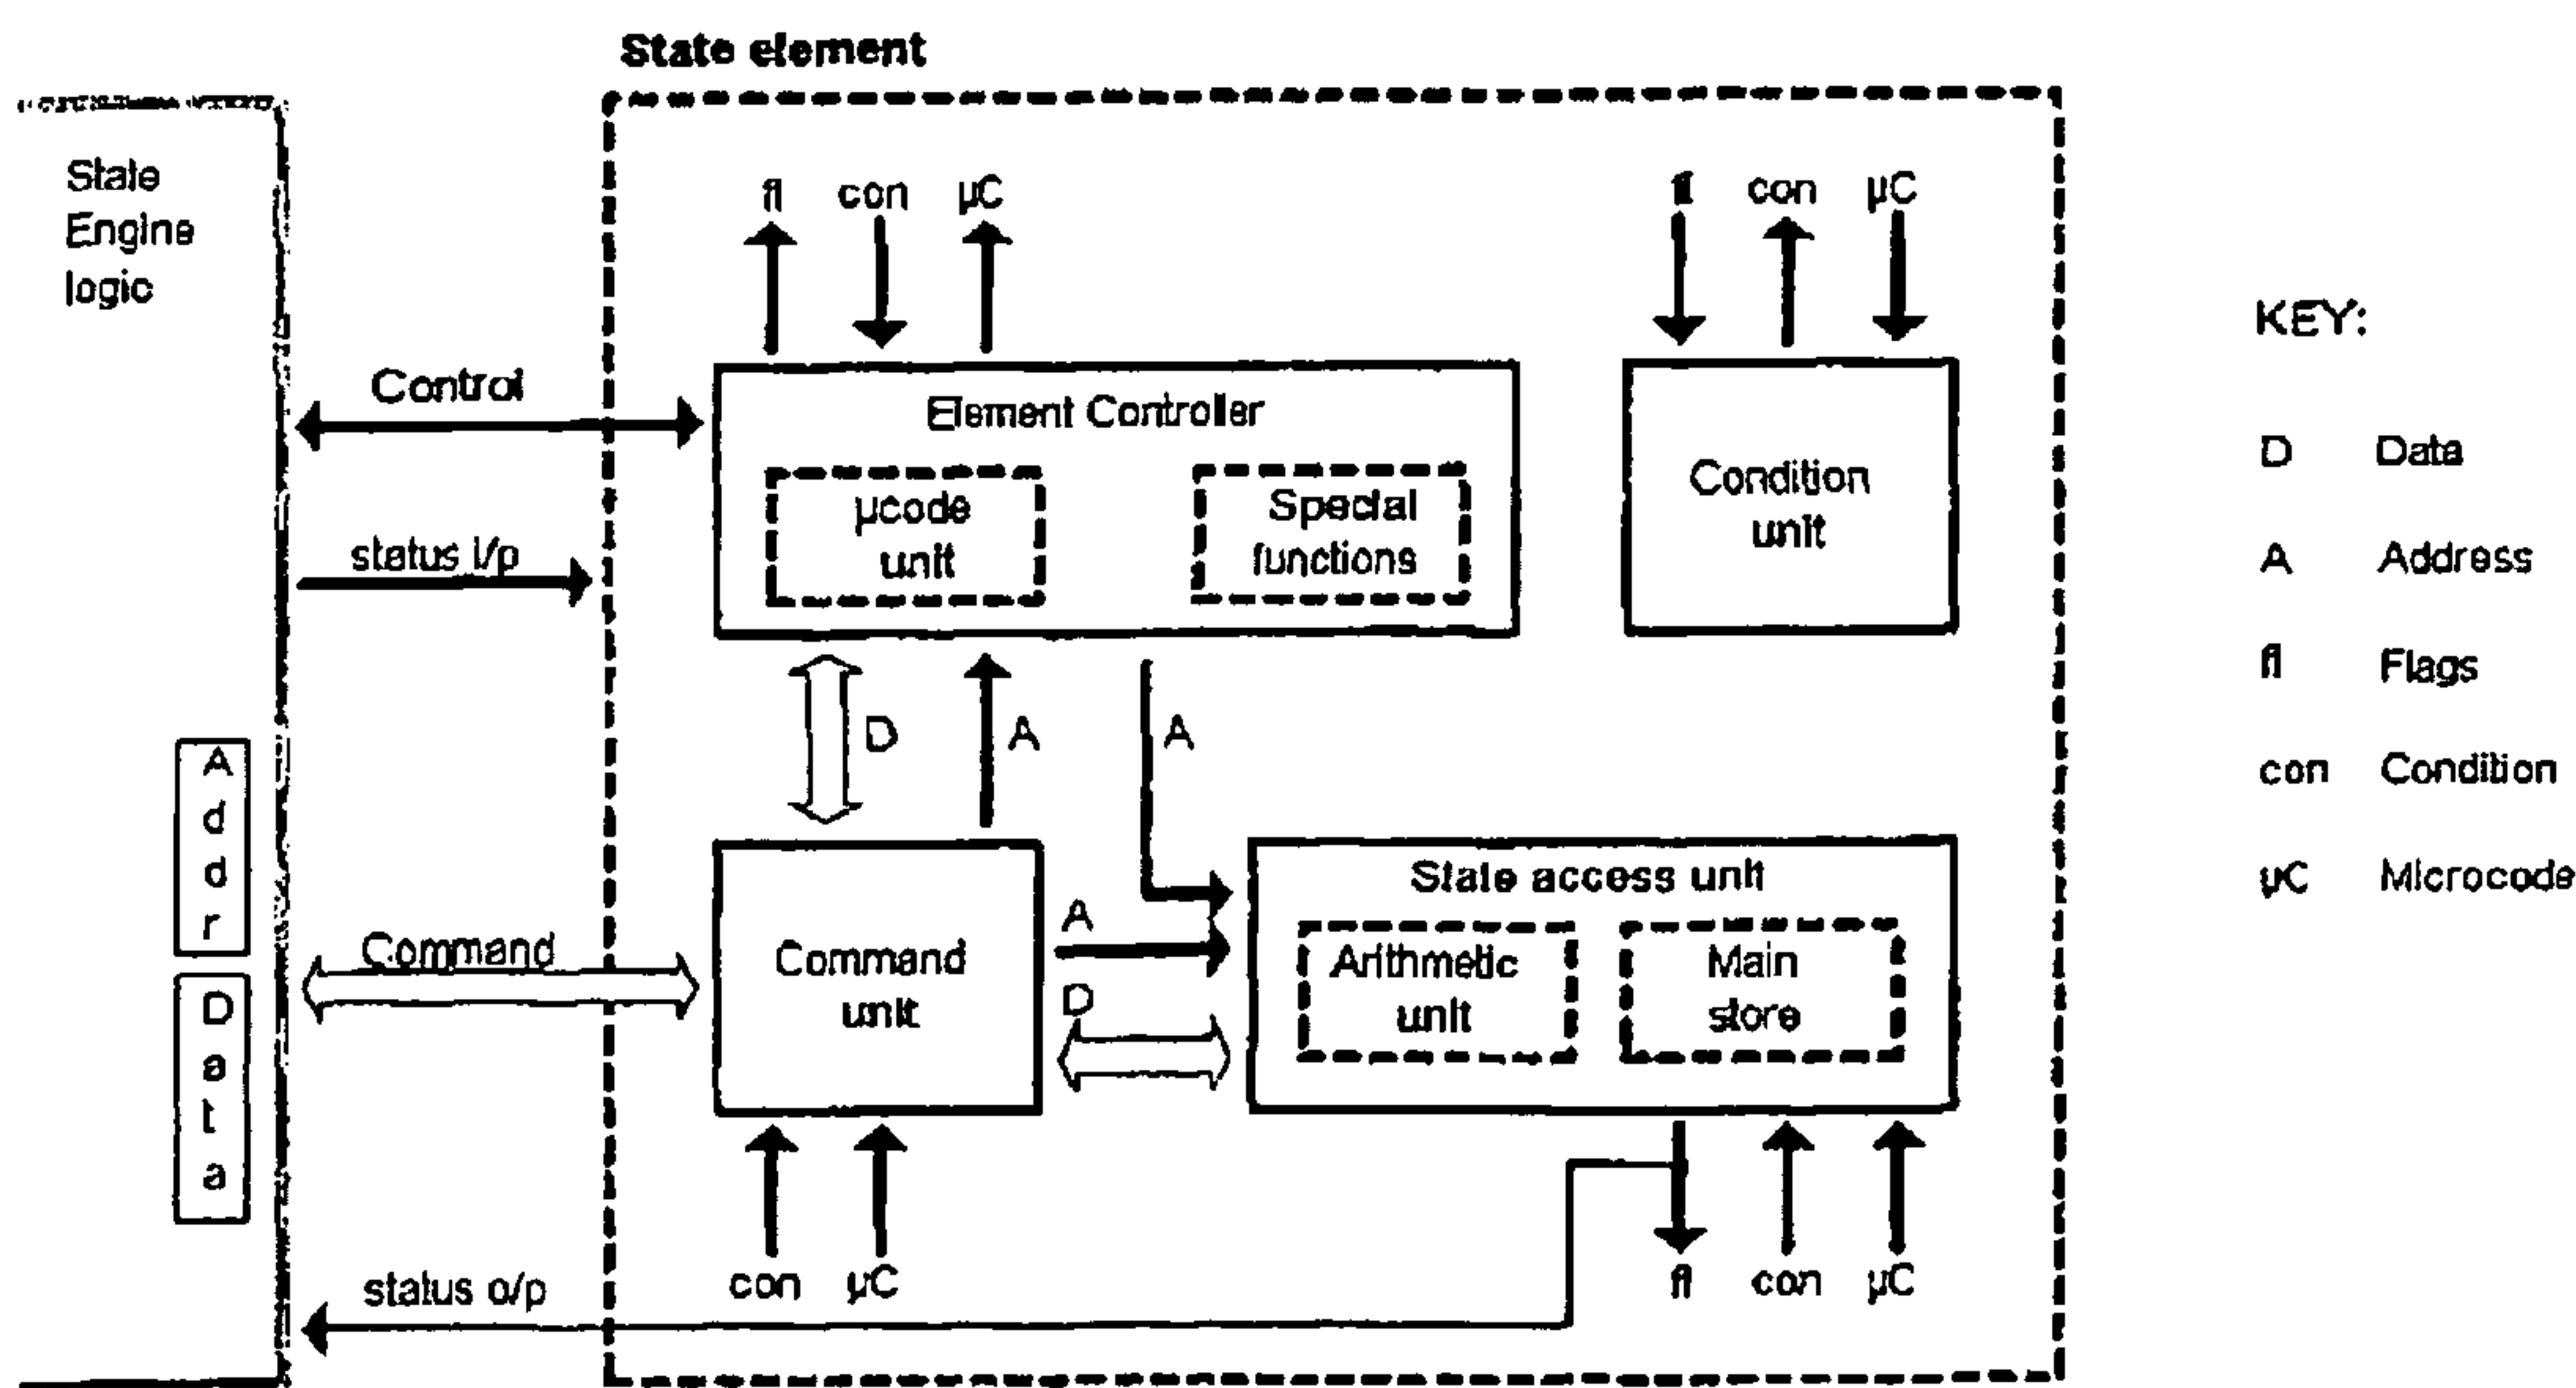 State element
State
Engine
logic
fl con µC
fl con µC
Control
Element Controller
µcode
unit
Special
functions
Condition
unit
status i/p
D
A
A
Addr
Data
Command
Command
unit
A
D
State access unit
Arithmetic
unit
Main
store
con µC
fl con µC
status o/p
KEY:
D Data
A Address
fl Flags
con Condition
µC Microcode